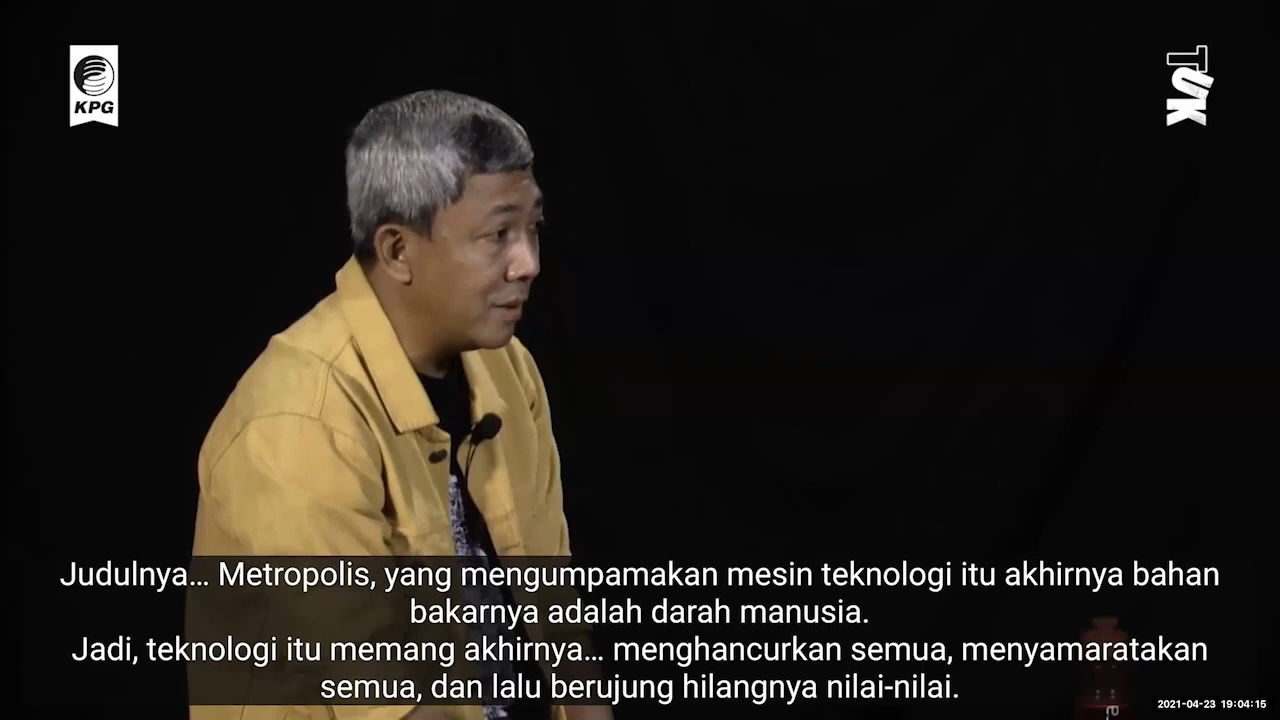 KPG
TUK
Judulnya… Metropolis, yang mengumpamakan mesin teknologi itu akhirnya bahan
bakarnya adalah darah manusia.
Jadi, teknologi itu memang akhirnya… menghancurkan semua, menyamaratakan
semua, dan lalu berujung hilangnya nilai-nilai.
2021-04-23 19:04:15